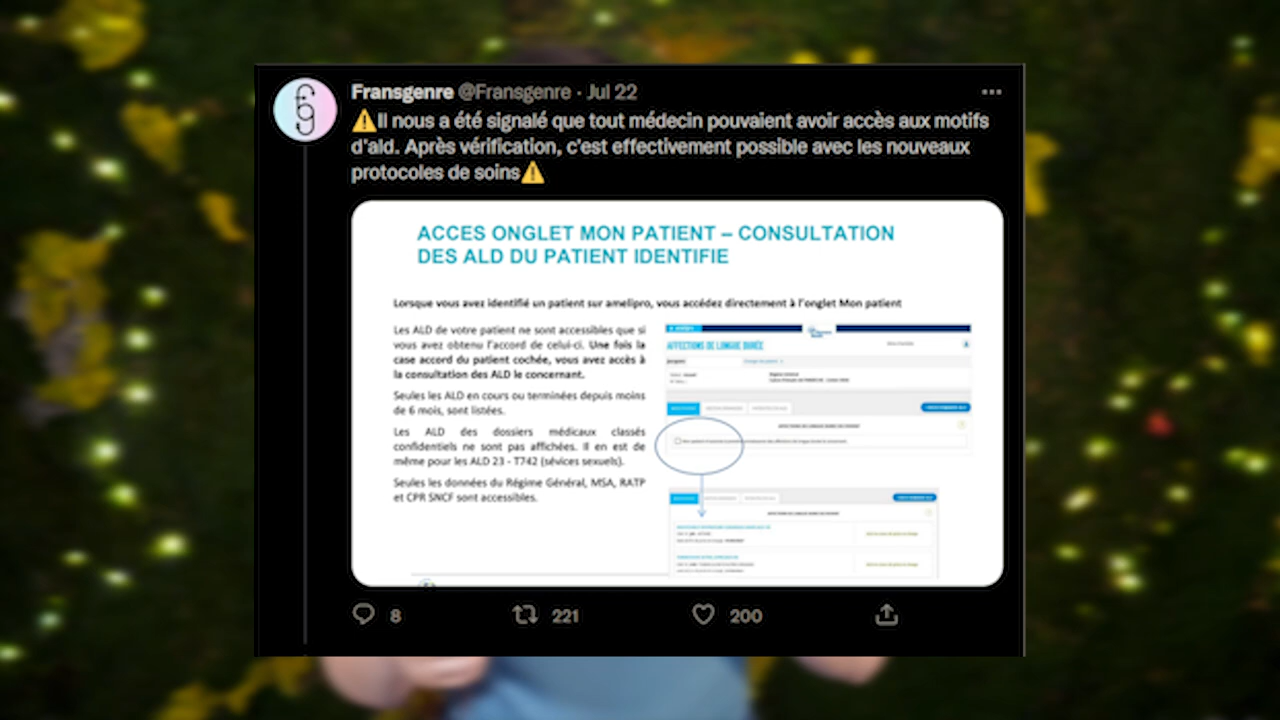 Fransgenre @Fransgenre · Jul 22
⚠️Il nous a été signalé que tout médecin pouvaient avoir accès aux motifs
d'ald. Après vérification, c'est effectivement possible avec les nouveaux
protocoles de soins⚠️
ACCES ONGLET MON PATIENT – CONSULTATION
DES ALD DU PATIENT IDENTIFIE
Lorsque vous avez identifié un patient sur amelipro, vous accédez directement à l'onglet Mon patient
Les ALD de votre patient ne sont accessibles que si
vous avez obtenu l'accord de celui-ci. Une fois la
case accord du patient cochée, vous avez accès à
la consultation des ALD le concernant.
Seules les ALD en cours ou terminées depuis moins
de 6 mois, sont listées.
Les ALD des dossiers médicaux classés
confidentiels ne sont pas affichées. Il en est de
même pour les ALD 23 - T742 (sévices sexuels).
Seules les données du Régime Général, MSA, RATP
et CPR SNCF sont accessibles.
AFFECTIONS DE LONGUE DURÉE
8 221 200